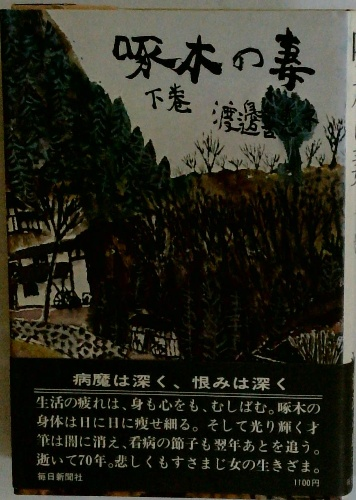 啄木の妻
下巻
渡邊
病魔は深く、恨みは深く
生活の疲れは、身も心をも、むしばむ。啄木の
身体は日に日に痩せ細る。そして光り輝く才
筆は闇に消え、看病の節子も翌年あとを追う。
逝いて70年。悲しくもすさまじ女の生きざま。
毎日新聞社
1100円